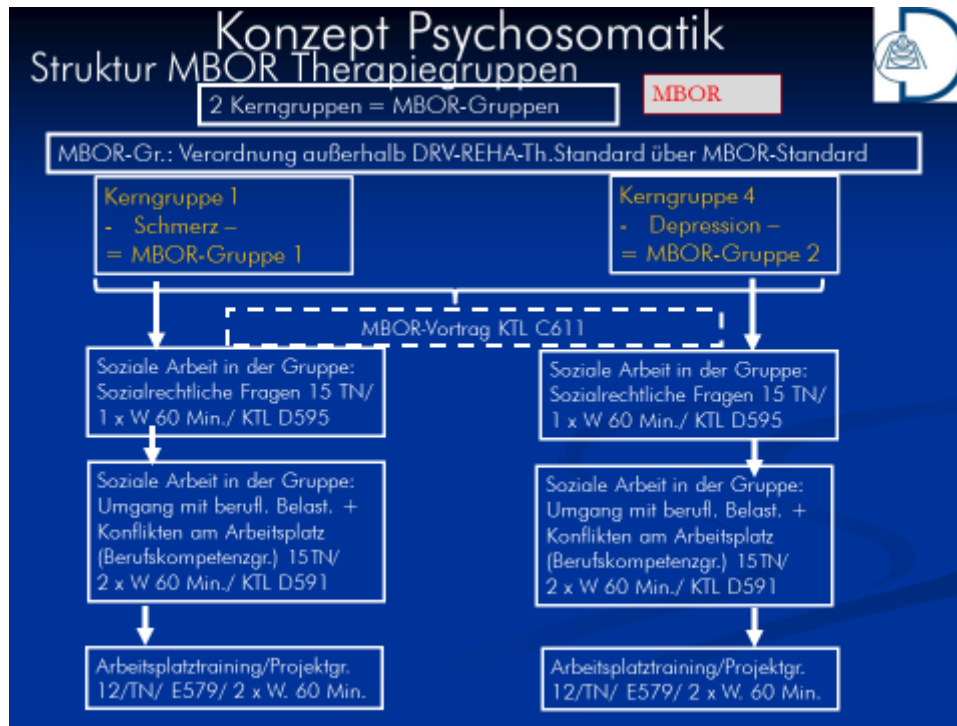 Konzept Psychosomatik
Struktur MBOR Therapiegruppen
2 Kerngruppen = MBOR-Gruppen
MBOR
MBOR-Gr.: Verordnung außerhalb DRV-REHA-Th.Standard über MBOR-Standard
Kerngruppe 1
- Schmerz –
= MBOR-Gruppe 1
Kerngruppe 4
- Depression –
= MBOR-Gruppe 2
MBOR-Vortrag KTL C611
Soziale Arbeit in der Gruppe:
Sozialrechtliche Fragen 15 TN/
1 x W 60 Min./ KTL D595
Soziale Arbeit in der Gruppe:
Sozialrechtliche Fragen 15 TN/
1 x W 60 Min./ KTL D595
Soziale Arbeit in der Gruppe:
Umgang mit berufl. Belast. +
Konflikten am Arbeitsplatz
(Berufskompetenzgr.) 15TN/
2 x W 60 Min./ KTL D591
Soziale Arbeit in der Gruppe:
Umgang mit berufl. Belast. +
Konflikten am Arbeitsplatz
(Berufskompetenzgr.) 15TN/
2 x W 60 Min./ KTL D591
Arbeitsplatztraining/Projektgr.
12/TN/ E579/ 2 x W. 60 Min.
Arbeitsplatztraining/Projektgr.
12/TN/ E579/ 2 x W. 60 Min.